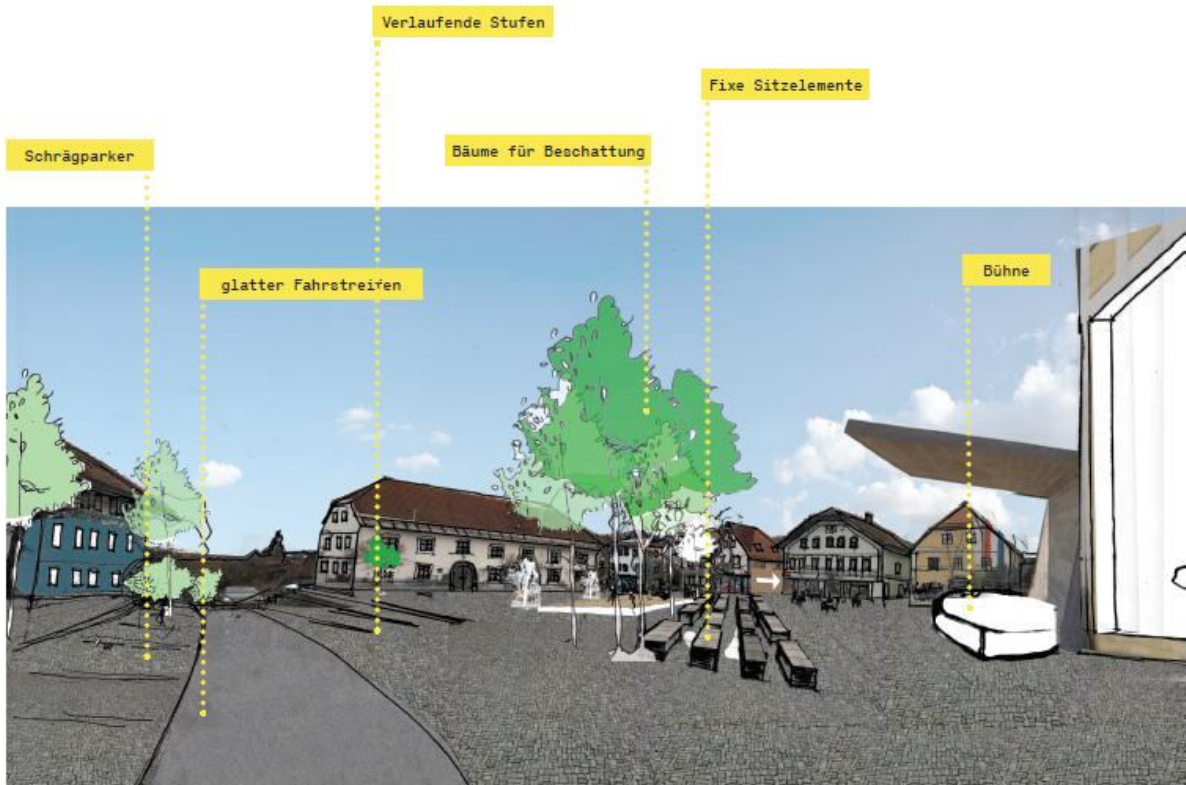 Verlaufende Stufen
Fixe Sitzelemente
Schrägparker
Bäume für Beschattung
glatter Fahrstreifen
Bühne